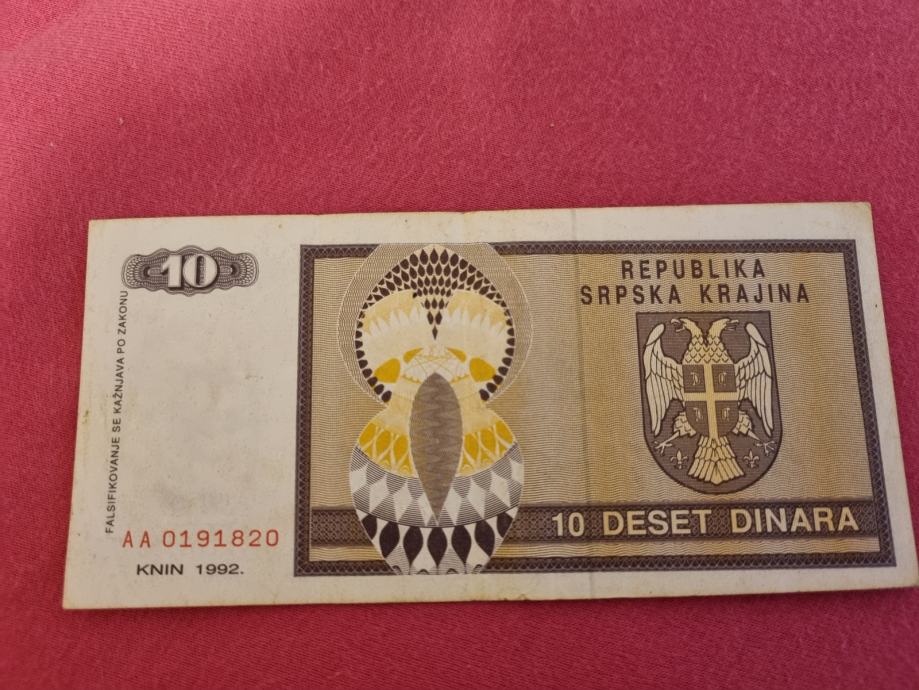 10
FALSIFIKOVANJE SE KAŽNJAVA PO ZAKONU
AA 0191820
KNIN 1992.
REPUBLIKA
SRPSKA KRAJINA
10 DESET DINARA